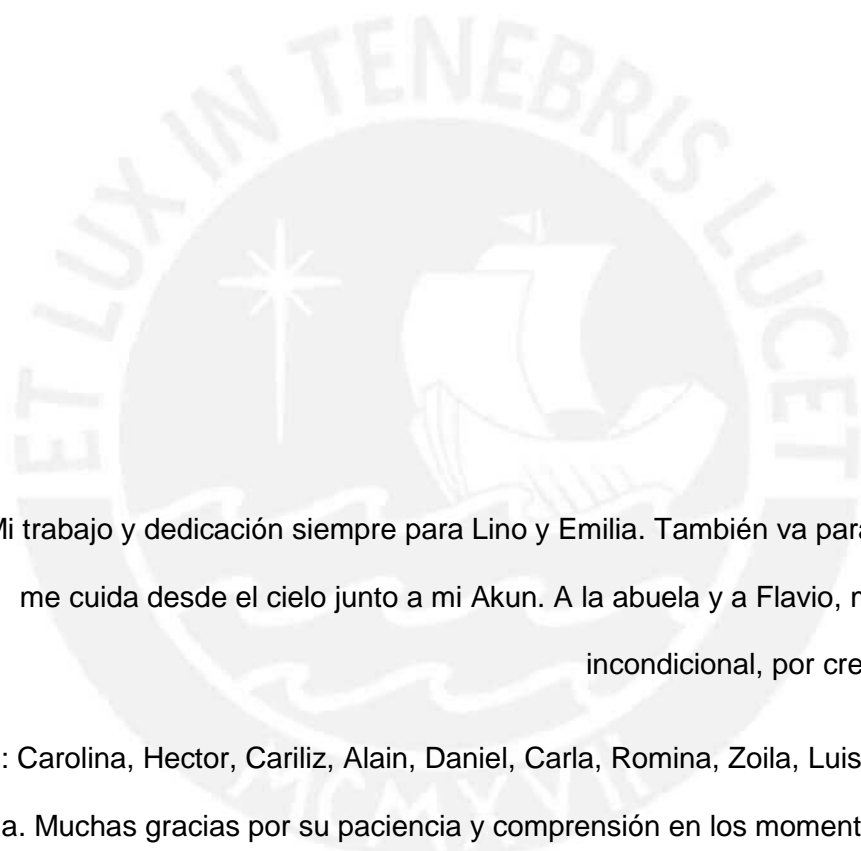 ET LUX IN TENEBRIS LUCET
Mi trabajo y dedicación siempre para Lino y Emilia. También va para
me cuida desde el cielo junto a mi Akun. A la abuela y a Flavio,
incondicional, por cre
: Carolina, Hector, Cariliz, Alain, Daniel, Carla, Romina, Zoila, Luis
a. Muchas gracias por su paciencia y comprensión en los moment
MCMXVII